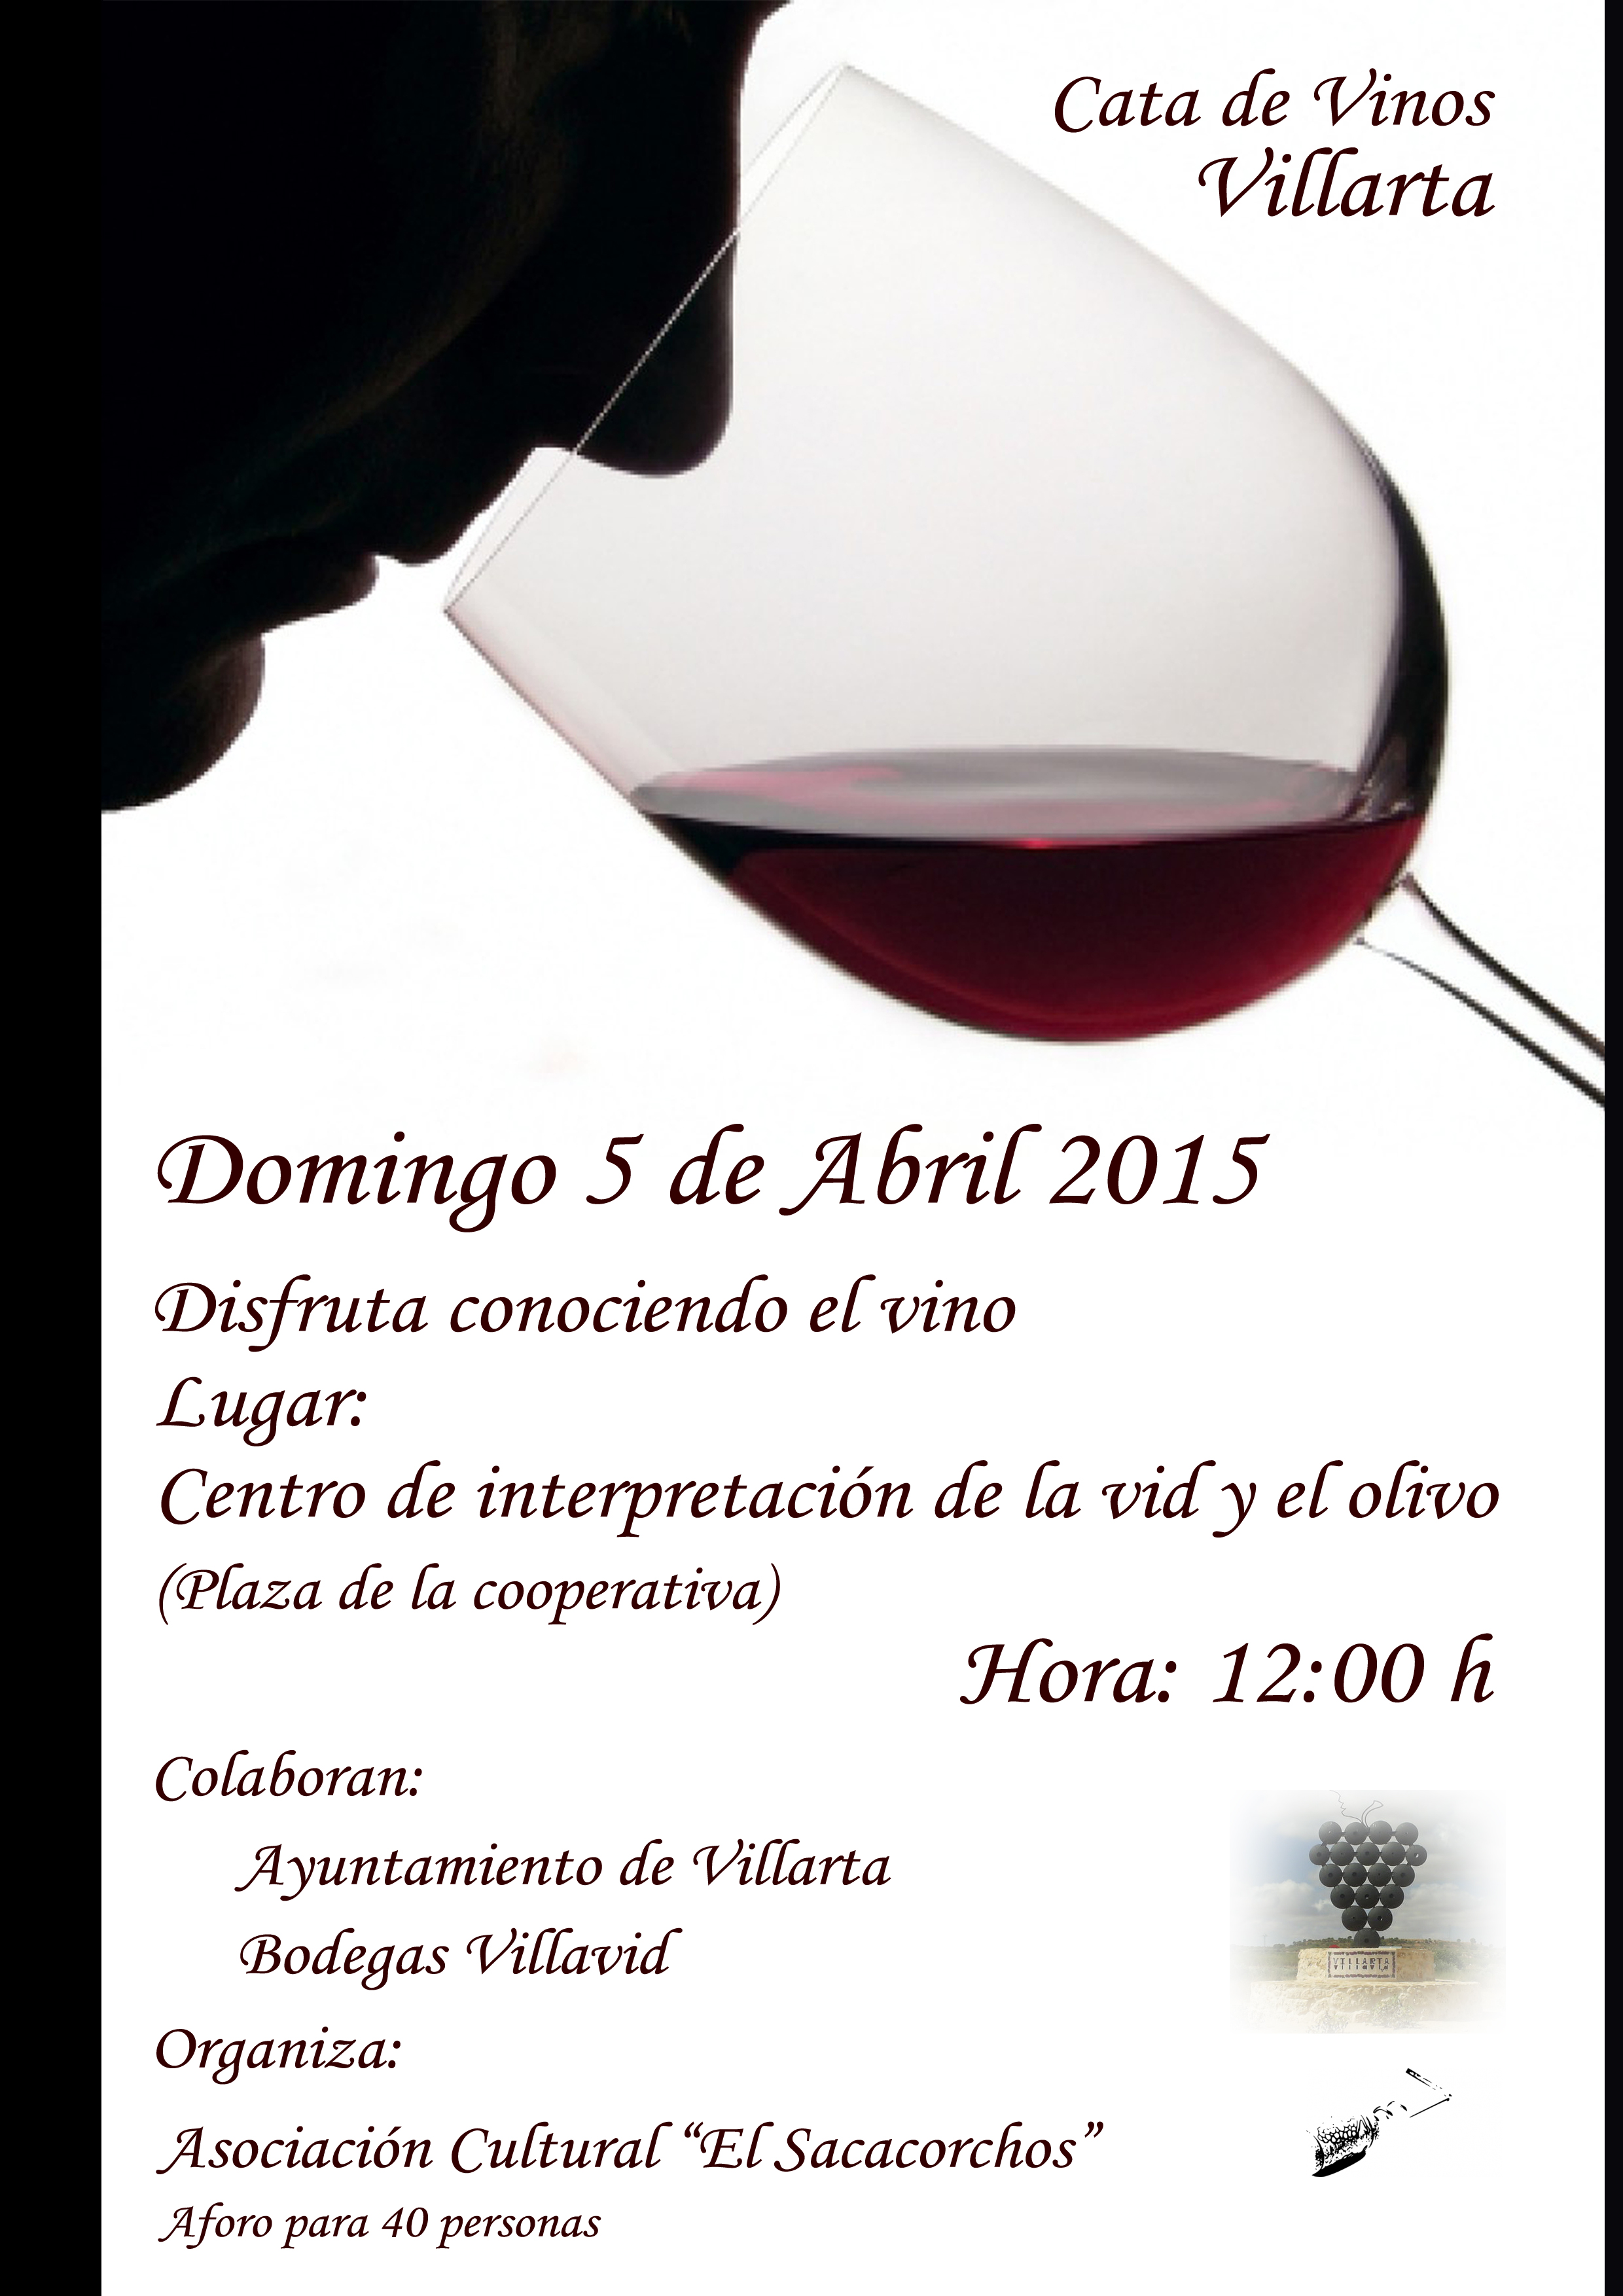 Cata de Vinos
Villarta
Domingo 5 de Abril 2015
Disfruta conociendo el vino
Lugar:
Centro de interpretación de la vid y el olivo
(Plaza de la cooperativa)
Hora: 12:00 h
Colaboran:
Ayuntamiento de Villarta
Bodegas Villavid
VILLARTA
Organiza:
Asociación Cultural “El Sacacorchos”
Aforo para 40 personas